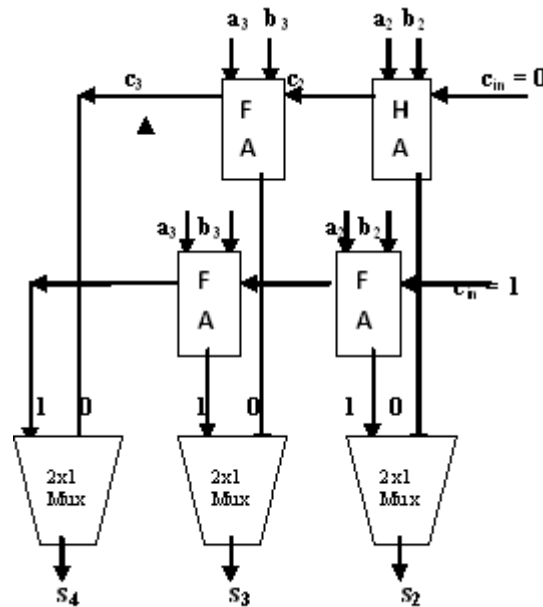 a₃ b₃ a₂ b₂
c₃ F A c₂ H A cᵢₙ = 0
a₃ b₃ a₂ b₂
F A F A cᵢₙ = 1
1 0 1 0 1 0
2x1 Mux 2x1 Mux 2x1 Mux
s₄ s₃ s₂